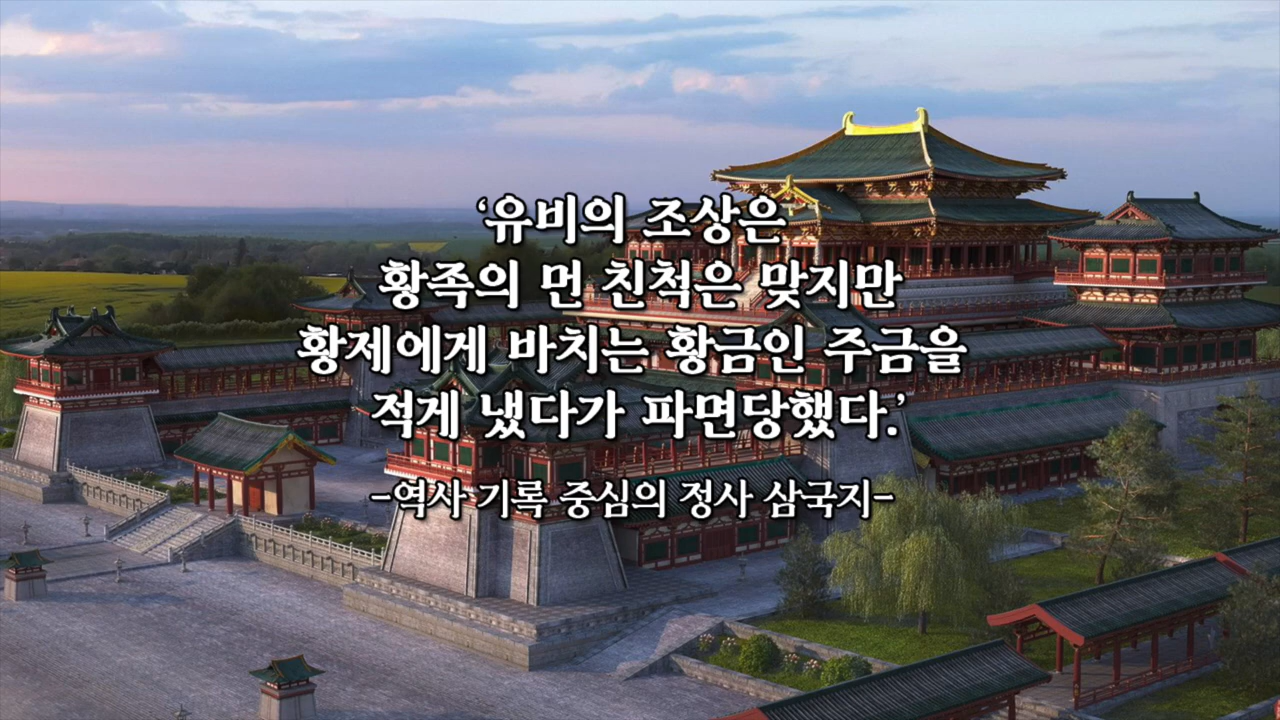 ‘유비의 조상은
황족의 먼 친척은 맞지만
황제에게 바치는 황금인 주금을
적게 냈다가 파면당했다.’
-역사 기록 중심의 정사 삼국지-